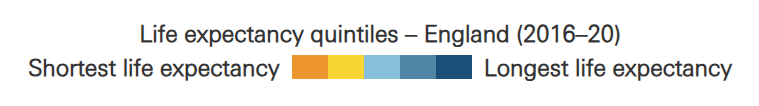 Life expectancy quintiles – England (2016–20)
Shortest life expectancy Longest life expectancy